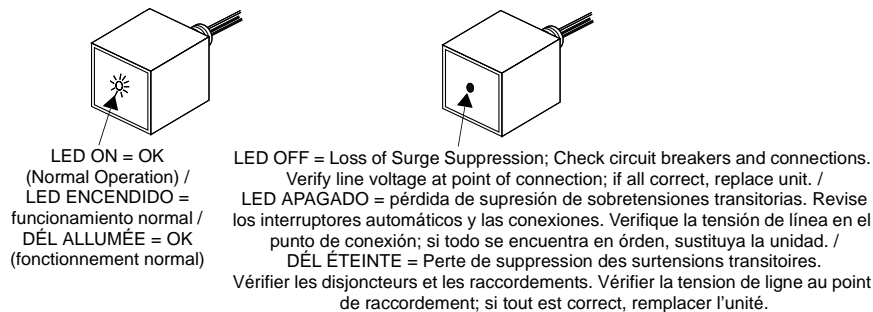 LED ON = OK
(Normal Operation) /
LED ENCENDIDO =
funcionamiento normal /
DÉL ALLUMÉE = OK
(fonctionnement normal)
LED OFF = Loss of Surge Suppression; Check circuit breakers and connections.
Verify line voltage at point of connection; if all correct, replace unit. /
LED APAGADO = pérdida de supresión de sobretensiones transitorias. Revise
los interruptores automáticos y las conexiones. Verifique la tensión de línea en el
punto de conexión; si todo se encuentra en órden, sustituya la unidad. /
DÉL ÉTEINTE = Perte de suppression des surtensions transitoires.
Vérifier les disjoncteurs et les raccordements. Vérifier la tension de ligne au point
de raccordement; si tout est correct, remplacer l'unité.